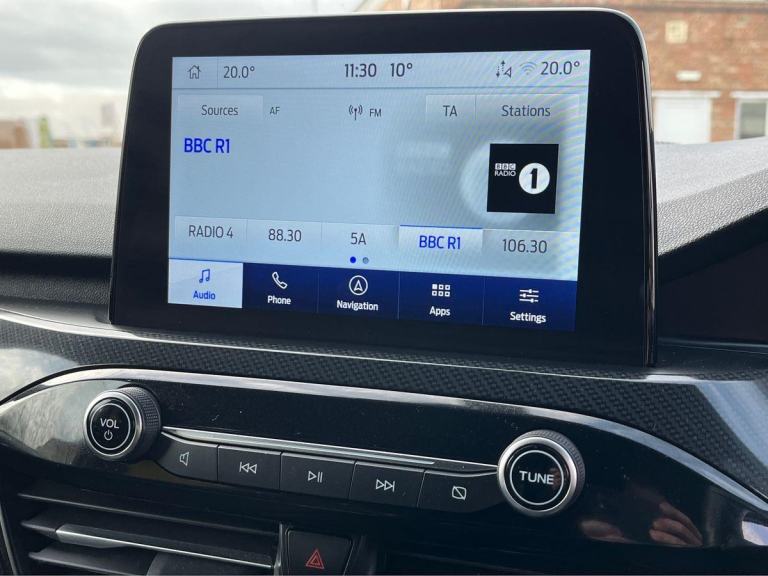 20.0° 11:30 10° 20.0°
Sources AF FM TA Stations
BBC R1
BBC
RADIO 1
RADIO 4 88.30 5A BBC R1 106.30
Audio Phone Navigation Apps Settings
VOL
TUNE